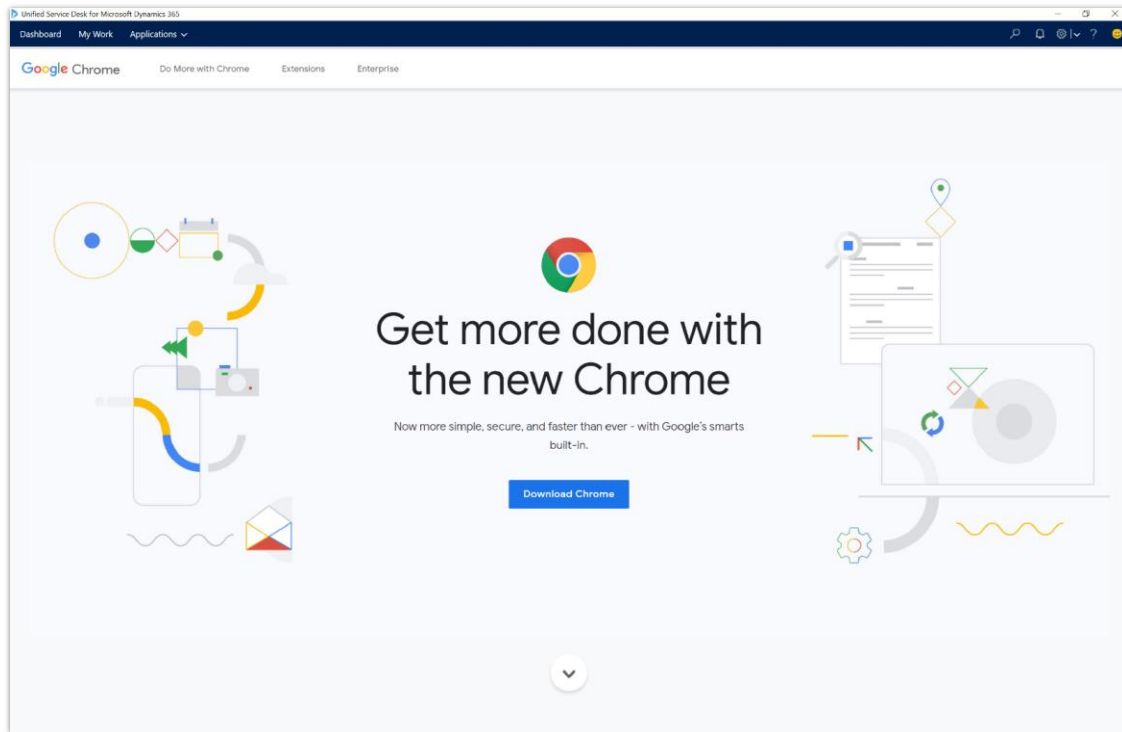 Unified Service Desk for Microsoft Dynamics 365
Dashboard My Work Applications
Google Chrome Do More with Chrome Extensions Enterprise
Get more done with
the new Chrome
Now more simple, secure, and faster than ever - with Google's smarts
built-in.
Download Chrome